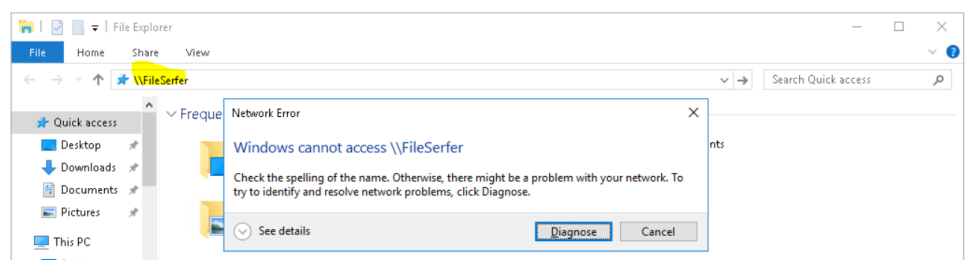 File Explorer
File Home Share View
\\FileSerfer
Search Quick access
Quick access
Desktop
Downloads
Documents
Pictures
This PC
Freque
nts
Network Error
Windows cannot access \\FileSerfer
Check the spelling of the name. Otherwise, there might be a problem with your network. To
try to identify and resolve network problems, click Diagnose.
See details
Diagnose
Cancel